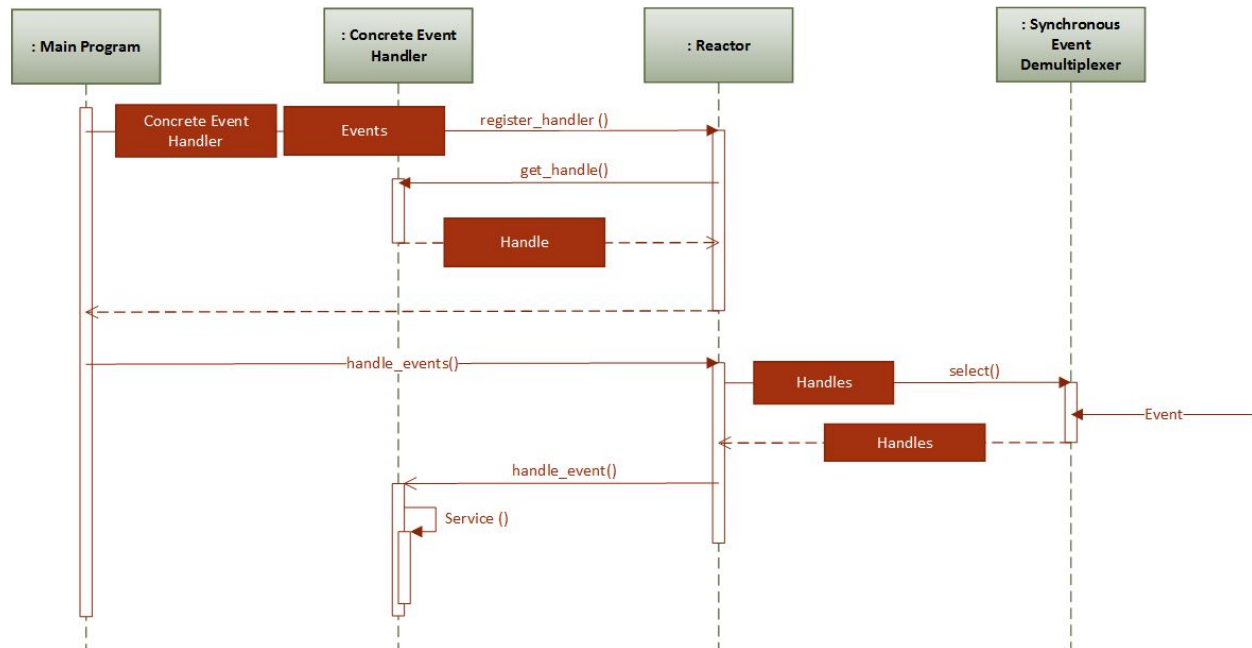 : Main Program
: Concrete Event
Handler
: Reactor
: Synchronous
Event
Demultiplexer
Concrete Event
Handler
Events
register_handler ()
get_handle()
Handle
handle_events()
Handles
select()
Event
Handles
handle_event()
Service ()